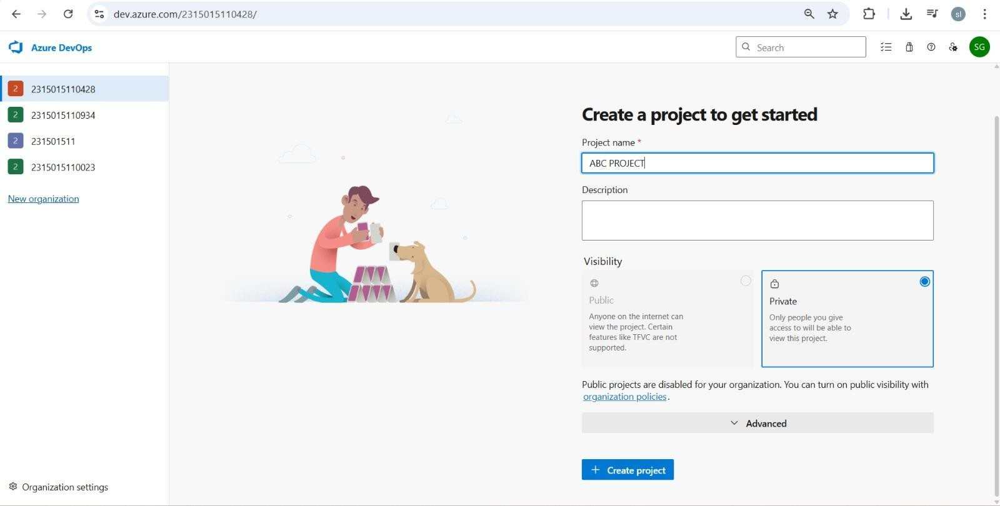 dev.azure.com/2315015110428/
sl
Azure DevOps
Search
SG
2 2315015110428
2 2315015110934
2 231501511
2 2315015110023
New organization
Organization settings
Create a project to get started
Project name *
ABC PROJECT
Description
Visibility
Public
Anyone on the internet can
view the project. Certain
features like TFVC are not
supported.
Private
Only people you give
access to will be able to
view this project.
Public projects are disabled for your organization. You can turn on public visibility with
organization policies.
Advanced
+ Create project